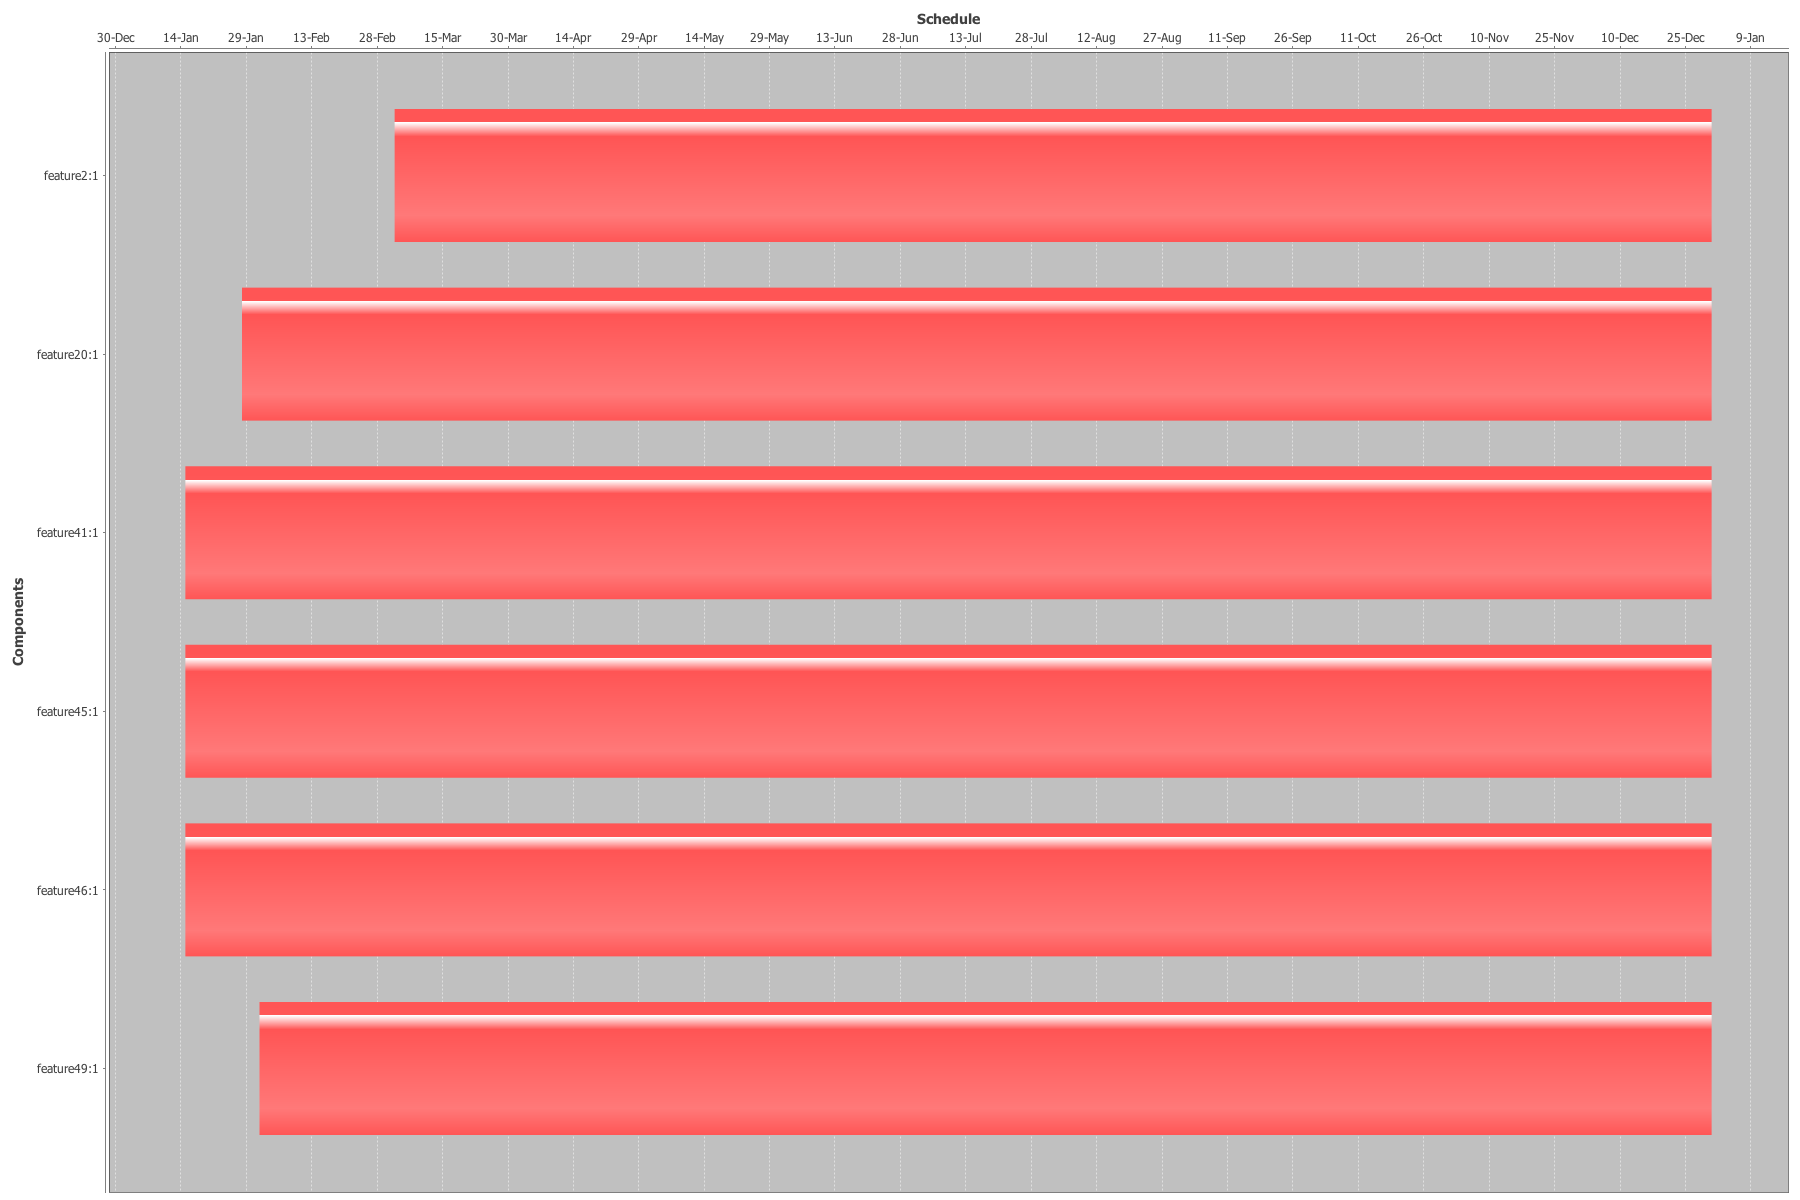 Schedule
30-Dec 14-Jan 29-Jan 13-Feb 28-Feb 15-Mar 30-Mar 14-Apr 29-Apr 14-May 29-May 13-Jun 28-Jun 13-Jul 28-Jul 12-Aug 27-Aug 11-Sep 26-Sep 11-Oct 26-Oct 10-Nov 25-Nov 10-Dec 25-Dec 9-Jan
Components
feature2:1
feature20:1
feature41:1
feature45:1
feature46:1
feature49:1